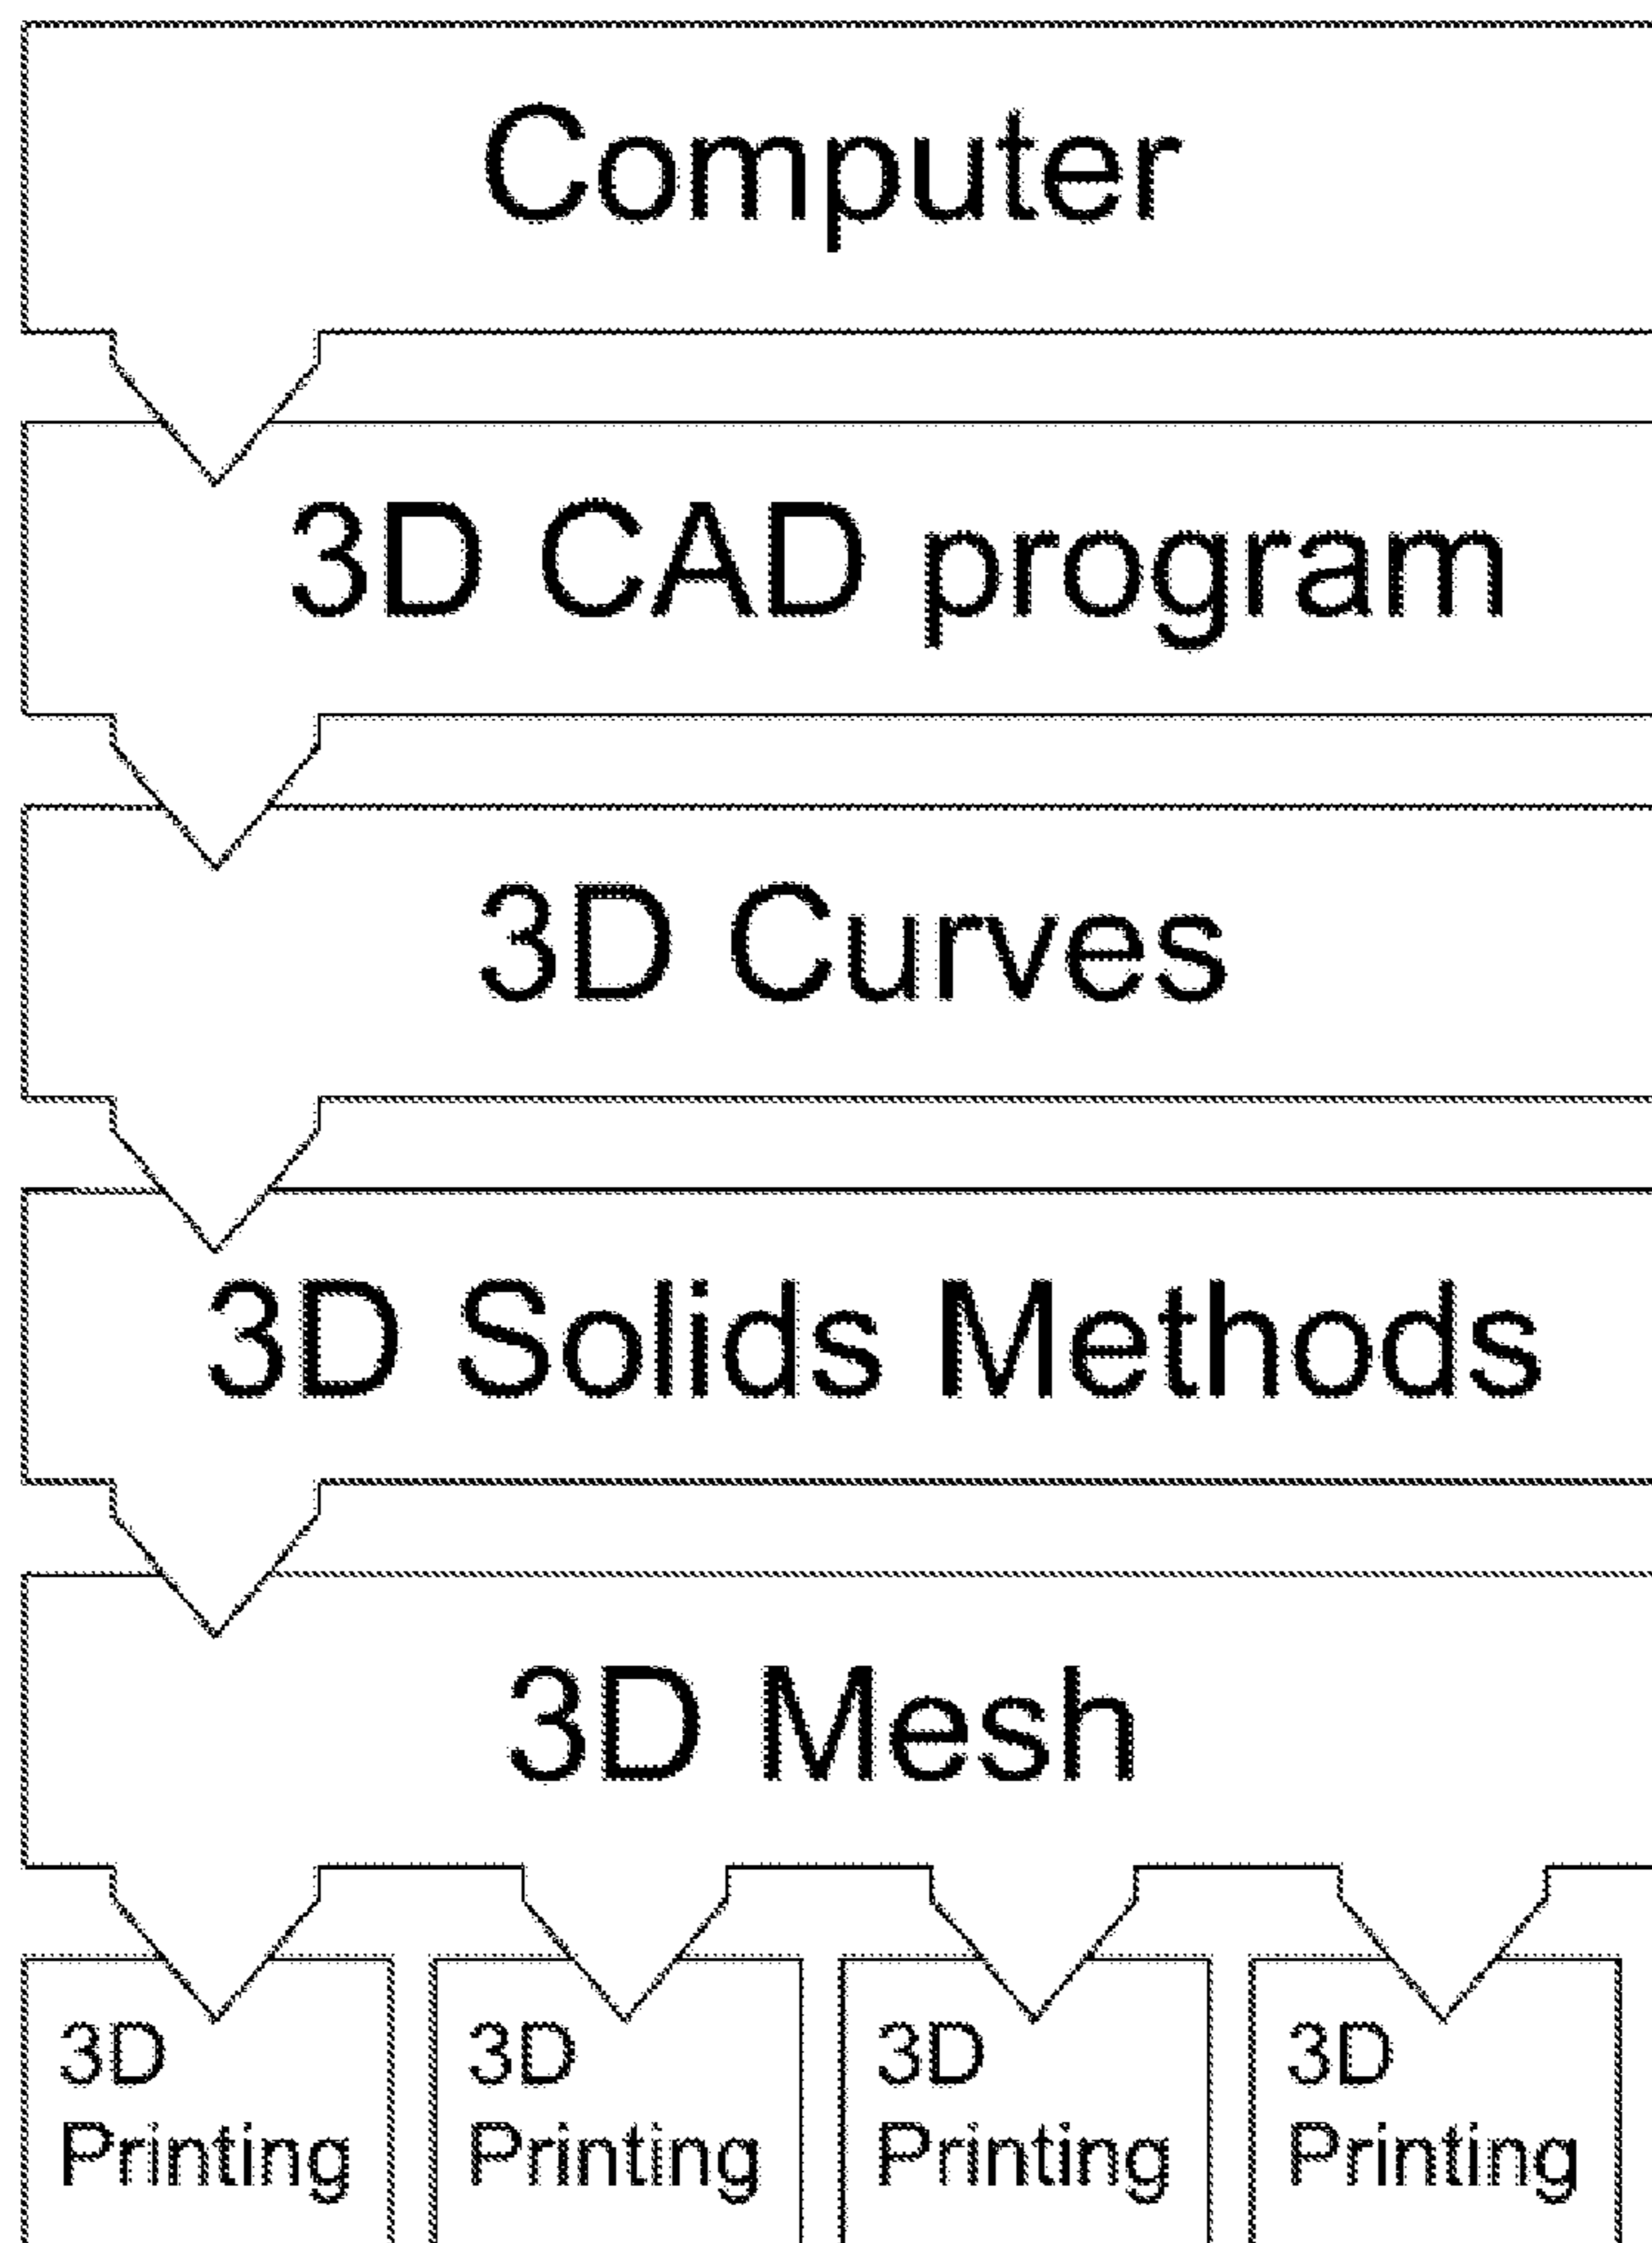 Computer
3D CAD program
3D Curves
3D Solids Methods
3D Mesh
3D
Printing
3D
Printing
3D
Printing
3D
Printing